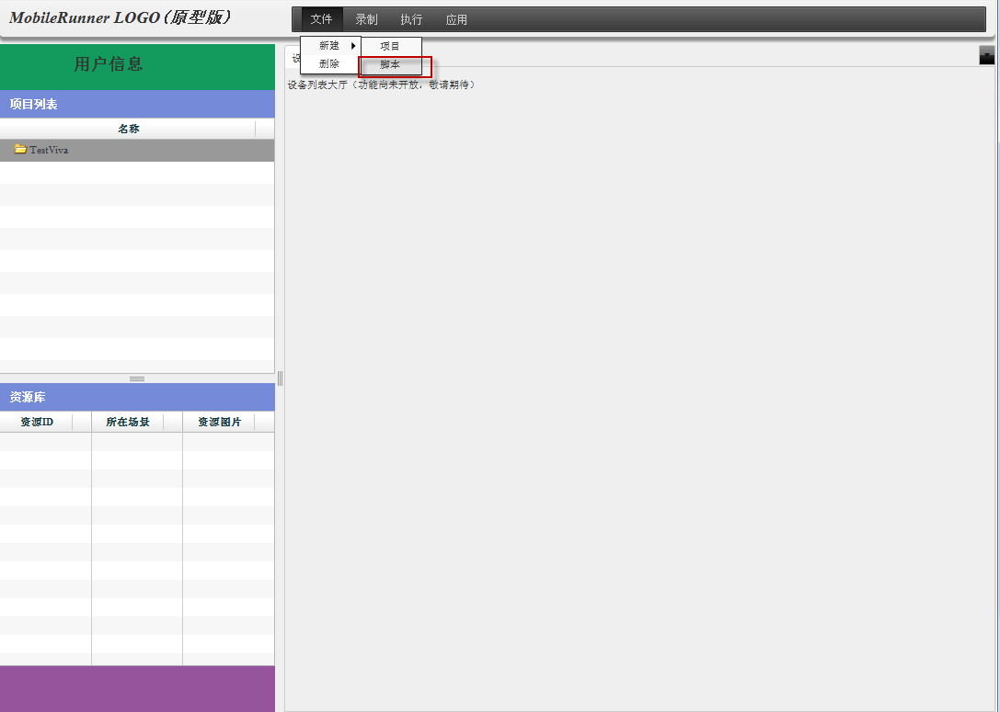 MobileRunner LOGO(原型版)
文件 录制 执行 应用
新建 项目
删除 脚本
用户信息
设备列表大厅（功能尚未开放，敬请期待）
项目列表
名称
TestViva
资源库
资源ID 所在场景 资源图片